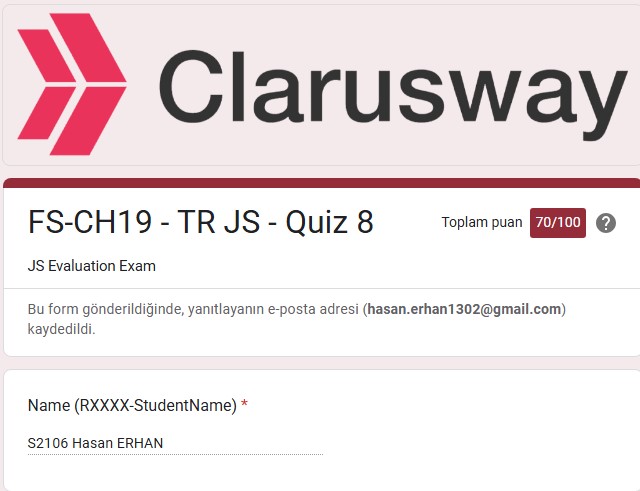 Clarusway
FS-CH19 - TR JS - Quiz 8
Toplam puan 70/100 ?
JS Evaluation Exam
Bu form gönderildiğinde, yanıtlayanın e-posta adresi (hasan.erhan1302@gmail.com)
kaydedildi.
Name (RXXXX-StudentName) *
S2106 Hasan ERHAN